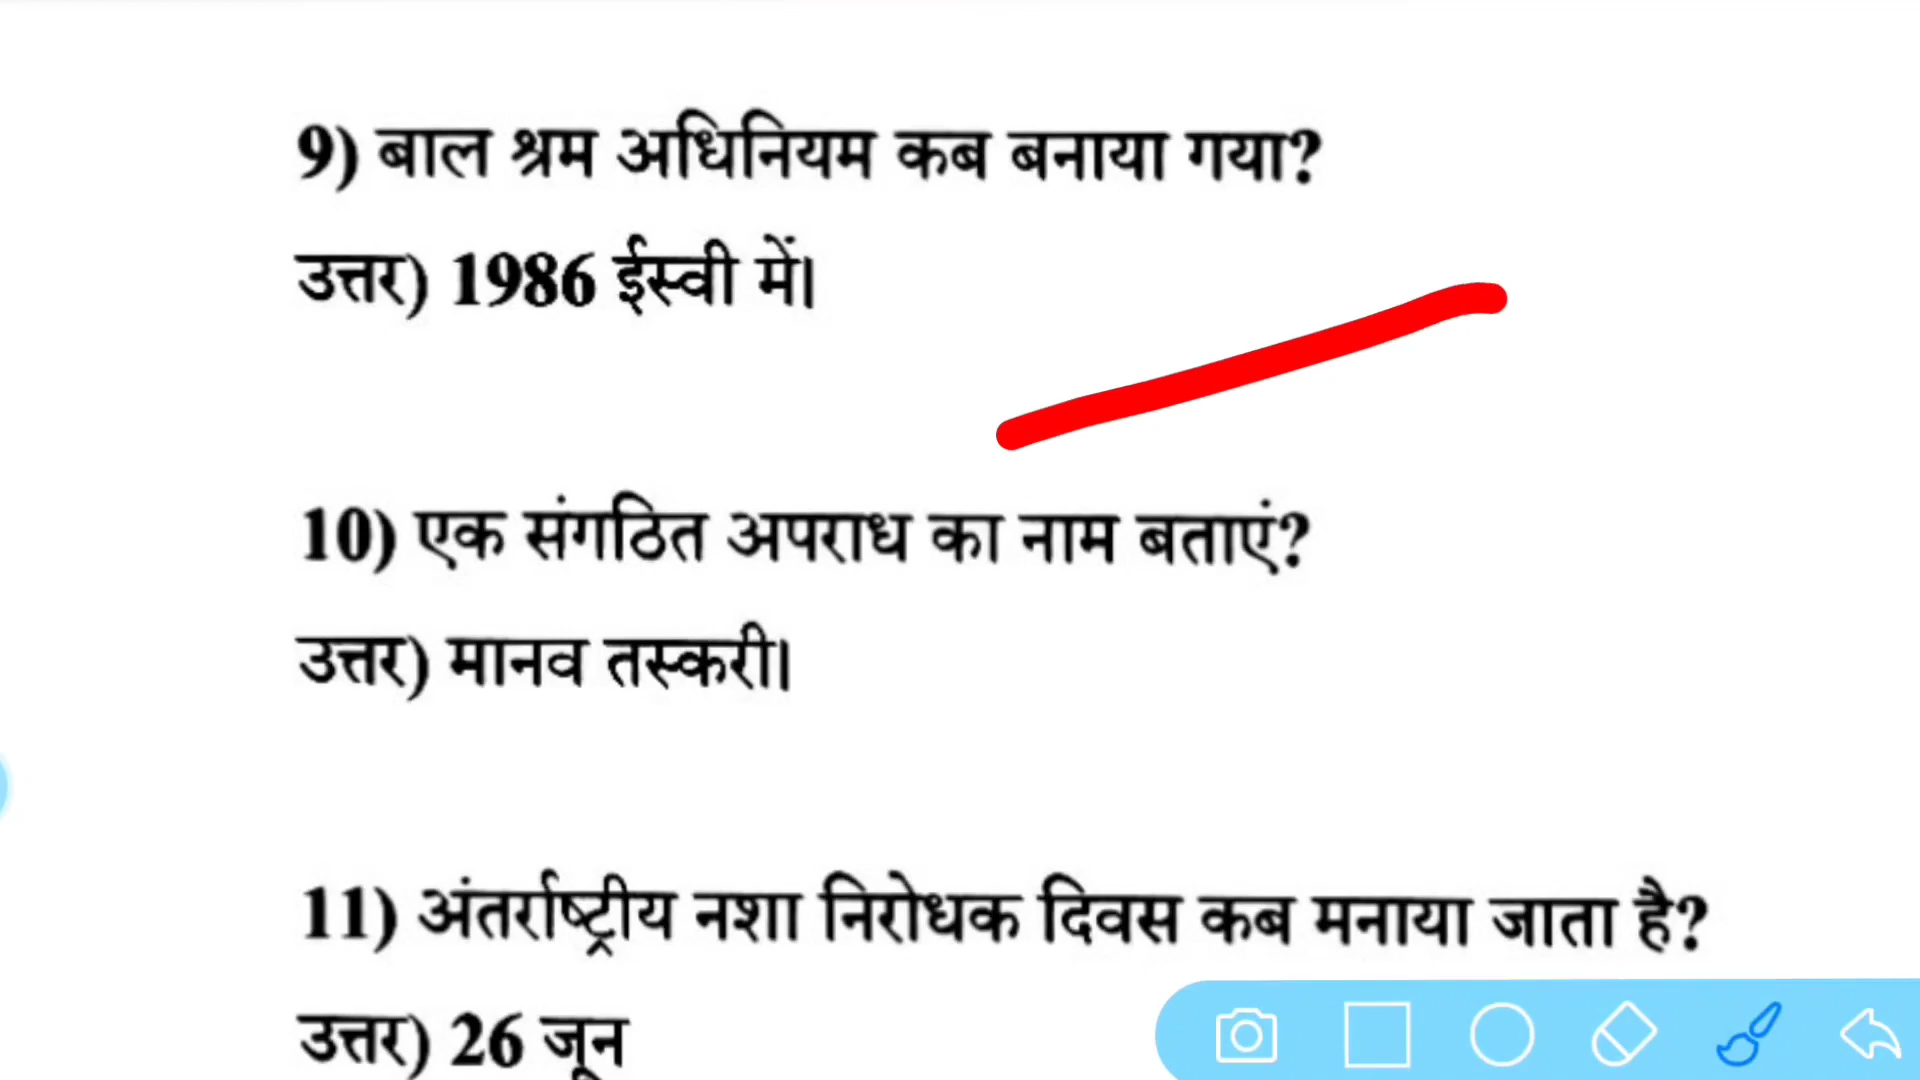 9) बाल श्रम अधिनियम कब बनाया गया?
उत्तर) 1986 ईस्वी में।
10) एक संगठित अपराध का नाम बताएं?
उत्तर) मानव तस्करी।
11) अंतर्राष्ट्रीय नशा निरोधक दिवस कब मनाया जाता है?
उत्तर) 26 जून